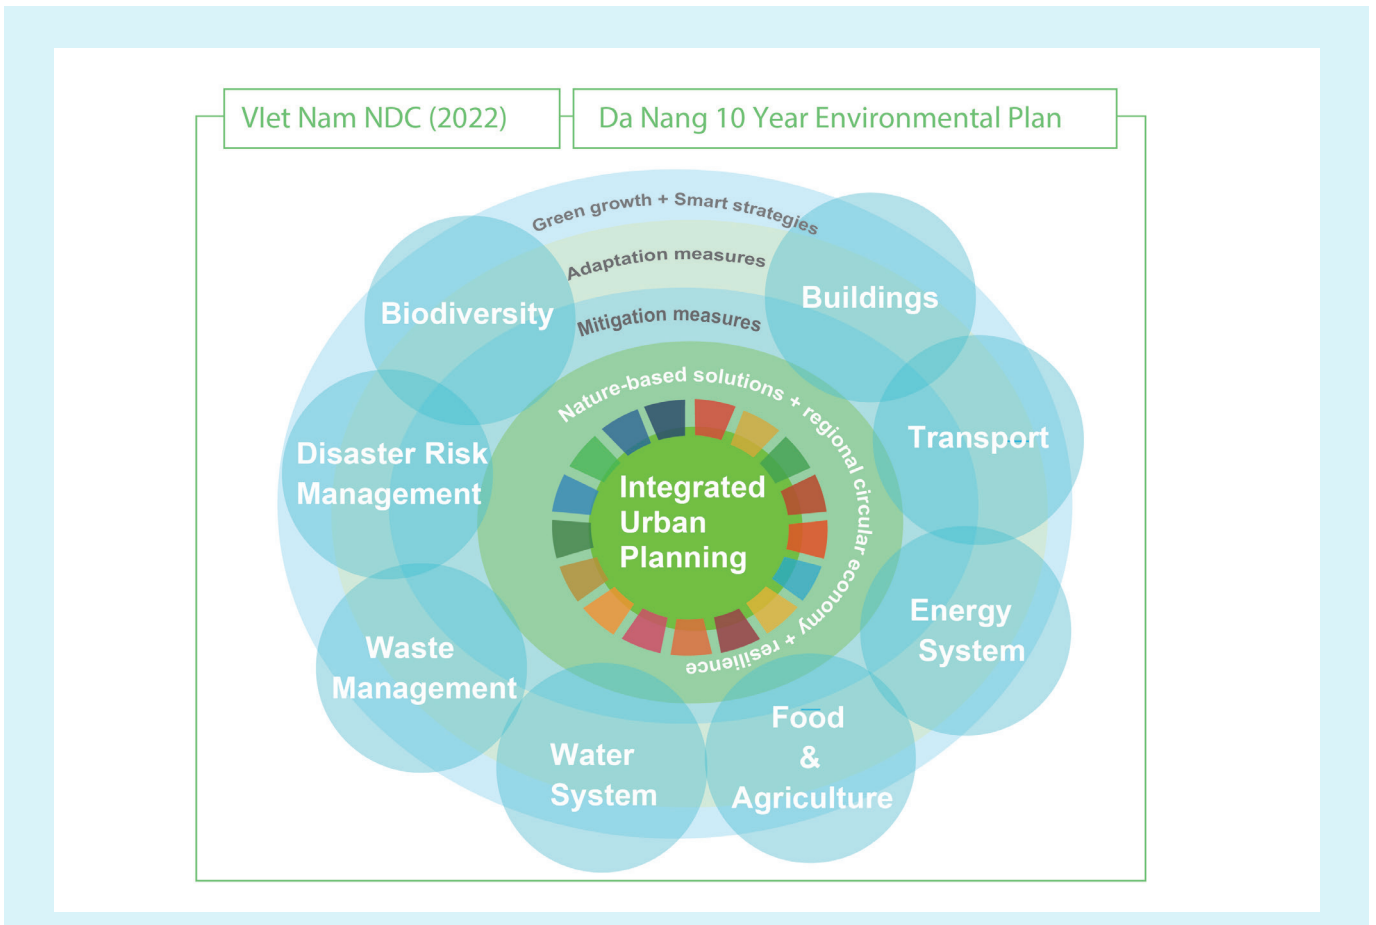 VIet Nam NDC (2022)
Da Nang 10 Year Environmental Plan
Green growth + Smart strategies
Adaptation measures
Mitigation measures
Nature-based solutions + regional circular economy + resilience
Integrated
Urban
Planning
Biodiversity
Buildings
Disaster Risk
Management
Transport
Energy
System
Waste
Management
Water
System
Food
&
Agriculture